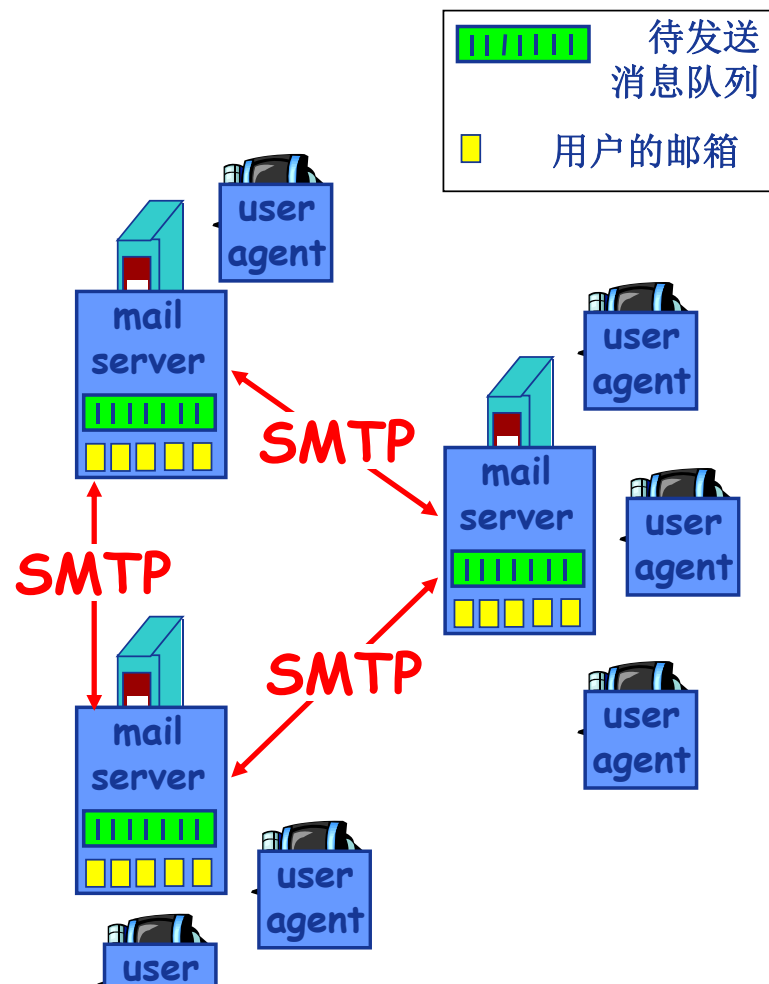 待发送
消息队列
用户的邮箱
user
agent
mail
server
user
agent
SMTP
mail
server
user
agent
SMTP
SMTP
user
agent
mail
server
user
agent
user